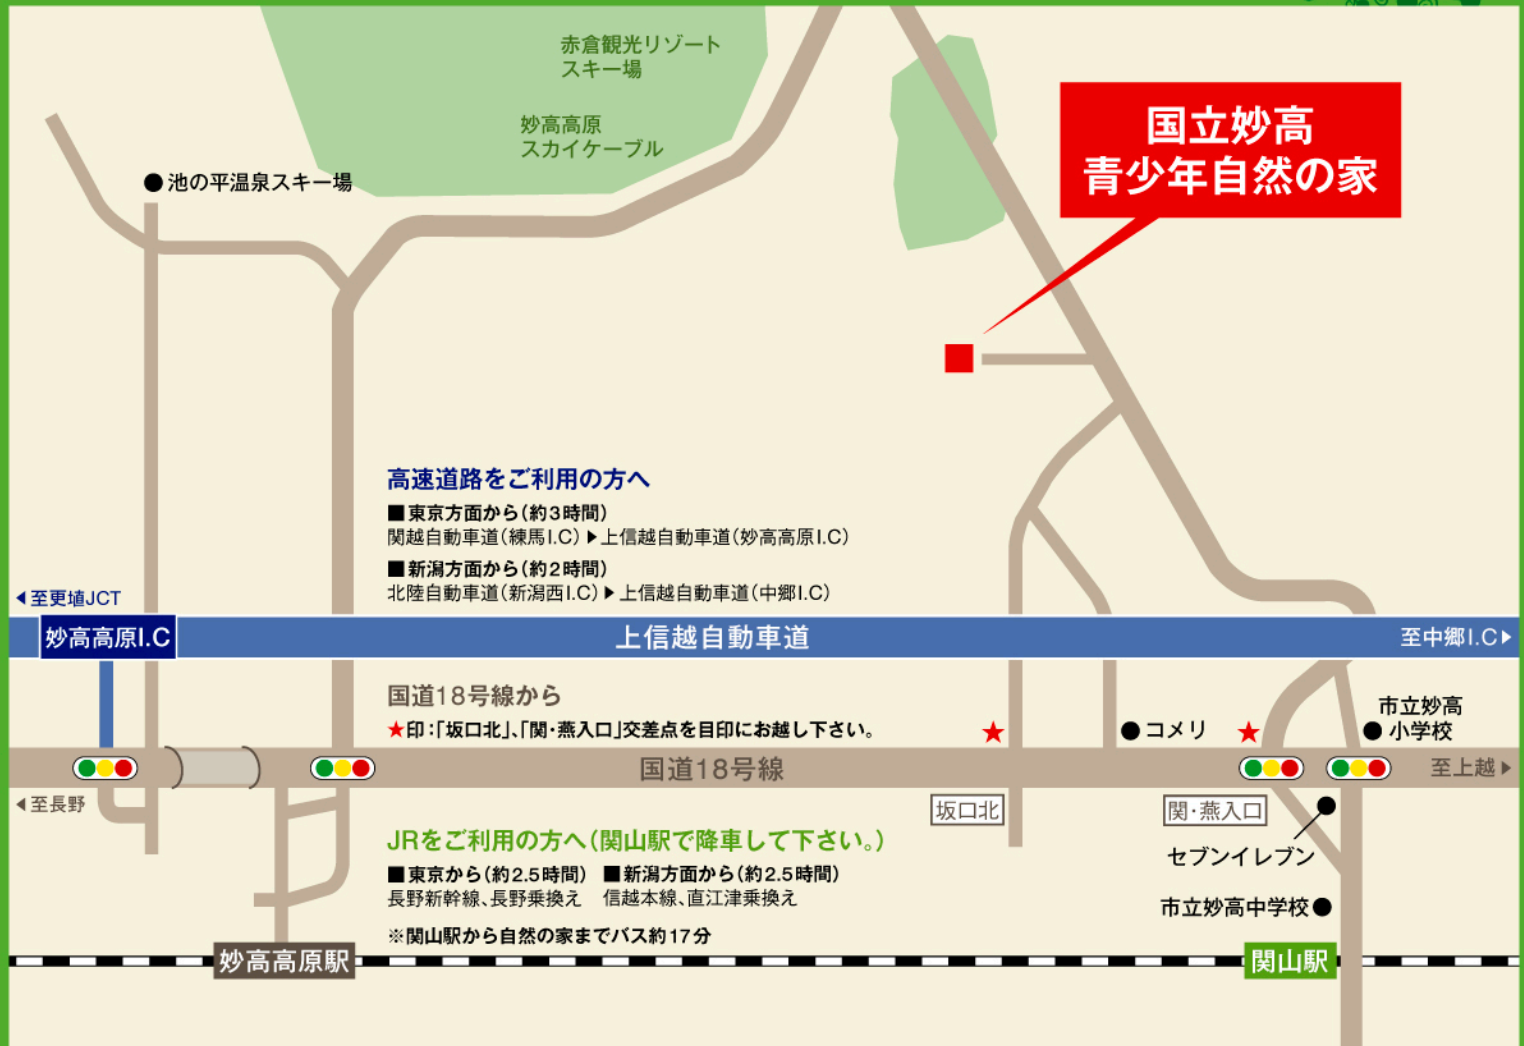 赤倉観光リゾート
スキー場
妙高高原
スカイケーブル
国立妙高
青少年自然の家
●池の平温泉スキー場
高速道路をご利用の方へ
■東京方面から（約3時間）
関越自動車道（練馬I.C）▶上信越自動車道（妙高高原I.C）
■新潟方面から（約2時間）
北陸自動車道（新潟西I.C）▶上信越自動車道（中郷I.C）
◀至更埴JCT
妙高高原I.C
上信越自動車道
至中郷I.C▶
国道18号線から
★印：「坂口北」、「関・燕入口」交差点を目印にお越し下さい。
●コメリ
市立妙高
●小学校
国道18号線
至上越▶
◀至長野
坂口北
関・燕入口
セブンイレブン
JRをご利用の方へ（関山駅で降車して下さい。）
■東京から（約2.5時間）　■新潟方面から（約2.5時間）
長野新幹線、長野乗換え　信越本線、直江津乗換え
※関山駅から自然の家までバス約17分
市立妙高中学校●
妙高高原駅
関山駅